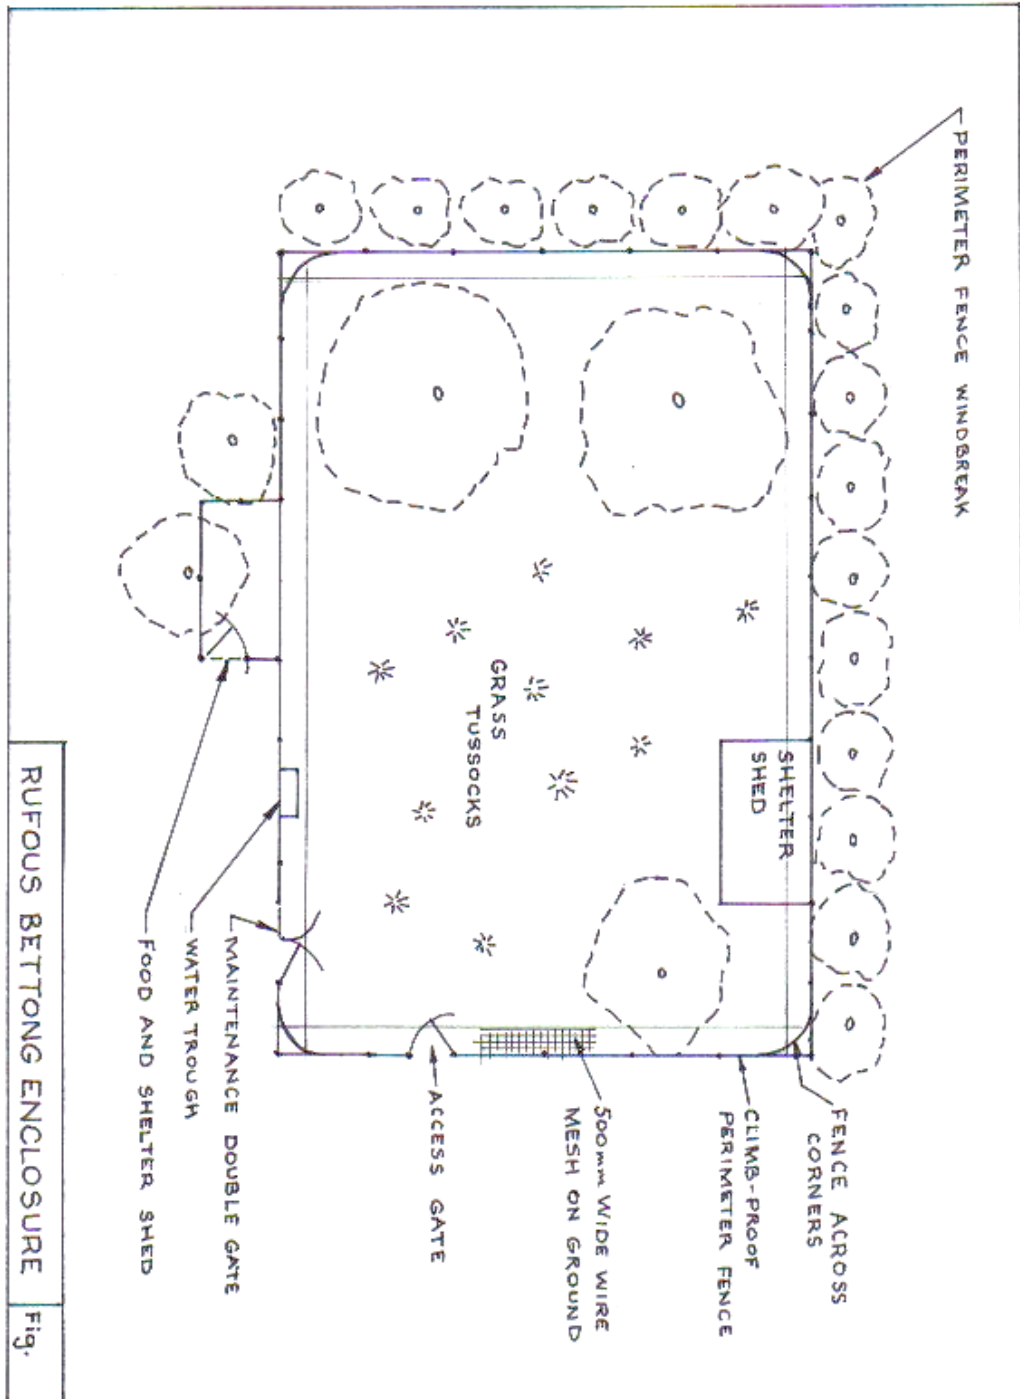 PERIMETER FENCE WINDBREAK
SHELTER
SHED
GRASS
TUSSOCKS
FENCE ACROSS
CORNERS
CLIMB-PROOF
PERIMETER FENCE
500mm WIDE WIRE
MESH ON GROUND
ACCESS GATE
MAINTENANCE DOUBLE GATE
WATER TROUGH
FOOD AND SHELTER SHED
RUFOUS BETTONG ENCLOSURE
Fig.